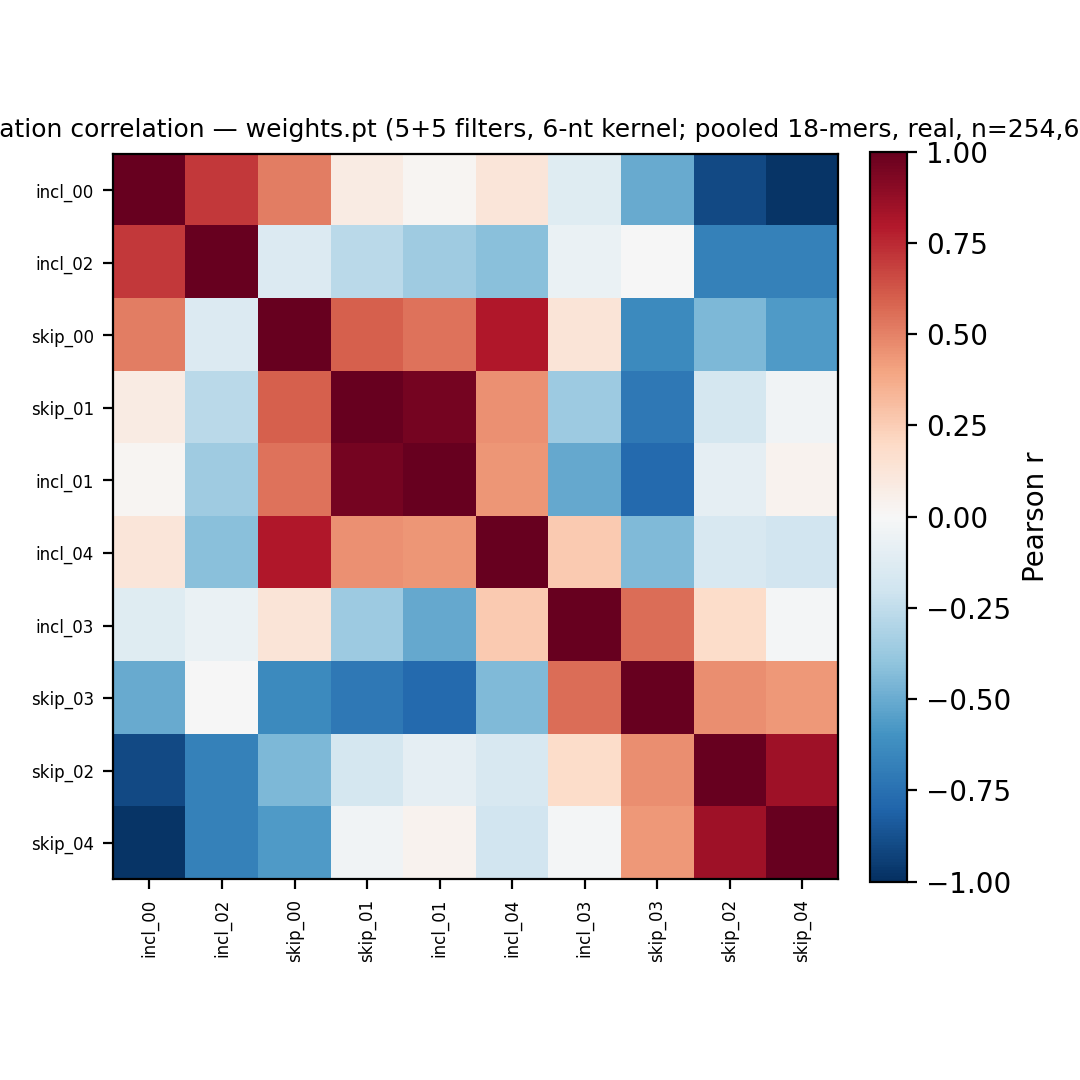 ation correlation — weights.pt (5+5 filters, 6-nt kernel; pooled 18-mers, real, n=254,6
incl_00
incl_02
skip_00
skip_01
incl_01
incl_04
incl_03
skip_03
skip_02
skip_04
incl_00
incl_02
skip_00
skip_01
incl_01
incl_04
incl_03
skip_03
skip_02
skip_04
1.00
0.75
0.50
0.25
0.00
−0.25
−0.50
−0.75
−1.00
Pearson r